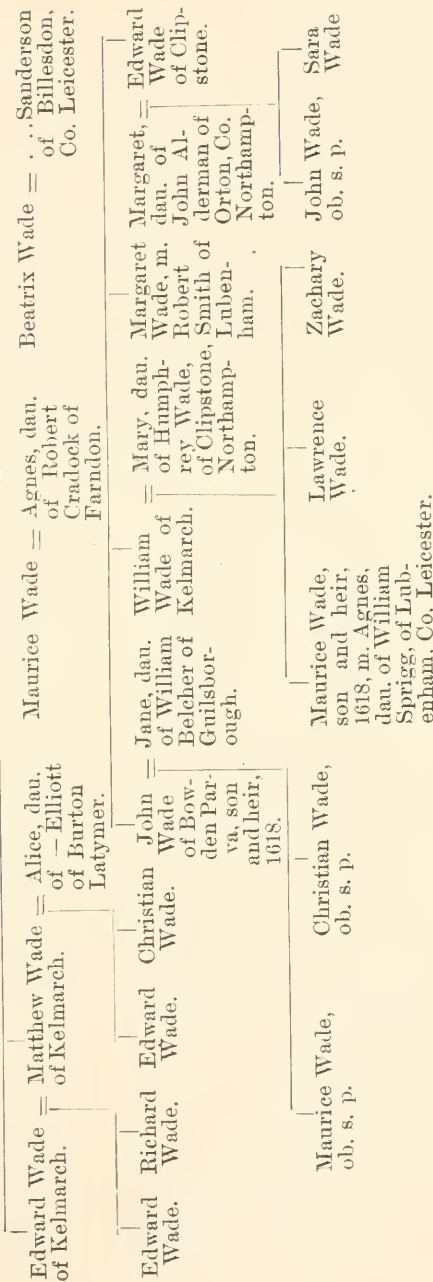 Edward Wade =
of Kelmarch.
Matthew Wade =
of Kelmarch.
Alice, dau.
of — Elliott
of Burton
Latymer.
Maurice Wade =
Agnes, dau.
of Robert
Cradock of
Farndon.
Beatrix Wade =
. . . Sanderson
of Billesdon,
Co. Leicester.
Edward
Wade.
Richard
Wade.
Edward
Wade.
Christian
Wade.
John =
Wade
of Bow-
den Par-
va, son
and heir,
1618.
Jane, dau.
of William
Belcher of
Guilsbor-
ough.
William =
Wade of
Kelmarch.
Mary, dau.
of Humph-
rey Wade,
of Clipstone,
Northamp-
ton.
Margaret
Wade, m.
Robert
Smith of
Luben-
ham.
Margaret, =
dau. of
John Al-
derman of
Orton, Co.
Northamp-
ton.
Edward
Wade
of Clip-
stone.
Maurice Wade,
ob. s. p.
Christian Wade,
ob. s. p.
Maurice Wade,
son and heir,
1618, m. Agnes,
dau. of William
Sprigg, of Lub-
enham, Co. Leicester.
Lawrence
Wade.
Zachary
Wade.
John Wade,
ob. s. p.
Sara
Wade